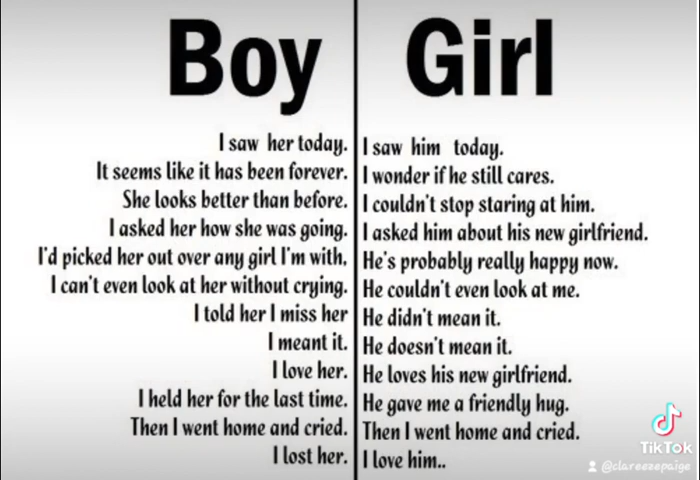 Boy
I saw her today.
It seems like it has been forever.
She looks better than before.
I asked her how she was going.
I'd picked her out over any girl I'm with,
I can't even look at her without crying.
I told her I miss her
I meant it.
I love her.
I held her for the last time.
Then I went home and cried.
I lost her.
Girl
I saw him today.
I wonder if he still cares.
I couldn't stop staring at him.
I asked him about his new girlfriend.
He's probably really happy now.
He couldn't even look at me.
He didn't mean it.
He doesn't mean it.
He loves his new girlfriend.
He gave me a friendly hug.
Then I went home and cried.
I love him..
TikTok
@clareezepaige